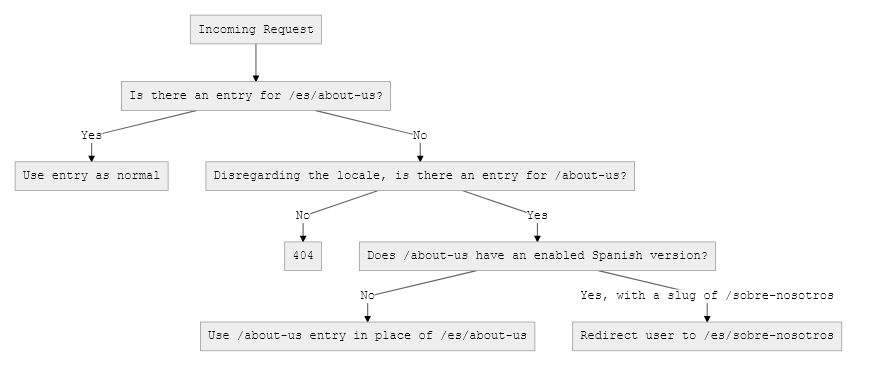 Incoming Request
Is there an entry for /es/about-us?
Yes
No
Use entry as normal
Disregarding the locale, is there an entry for /about-us?
No
Yes
404
Does /about-us have an enabled Spanish version?
No
Yes, with a slug of /sobre-nosotros
Use /about-us entry in place of /es/about-us
Redirect user to /es/sobre-nosotros